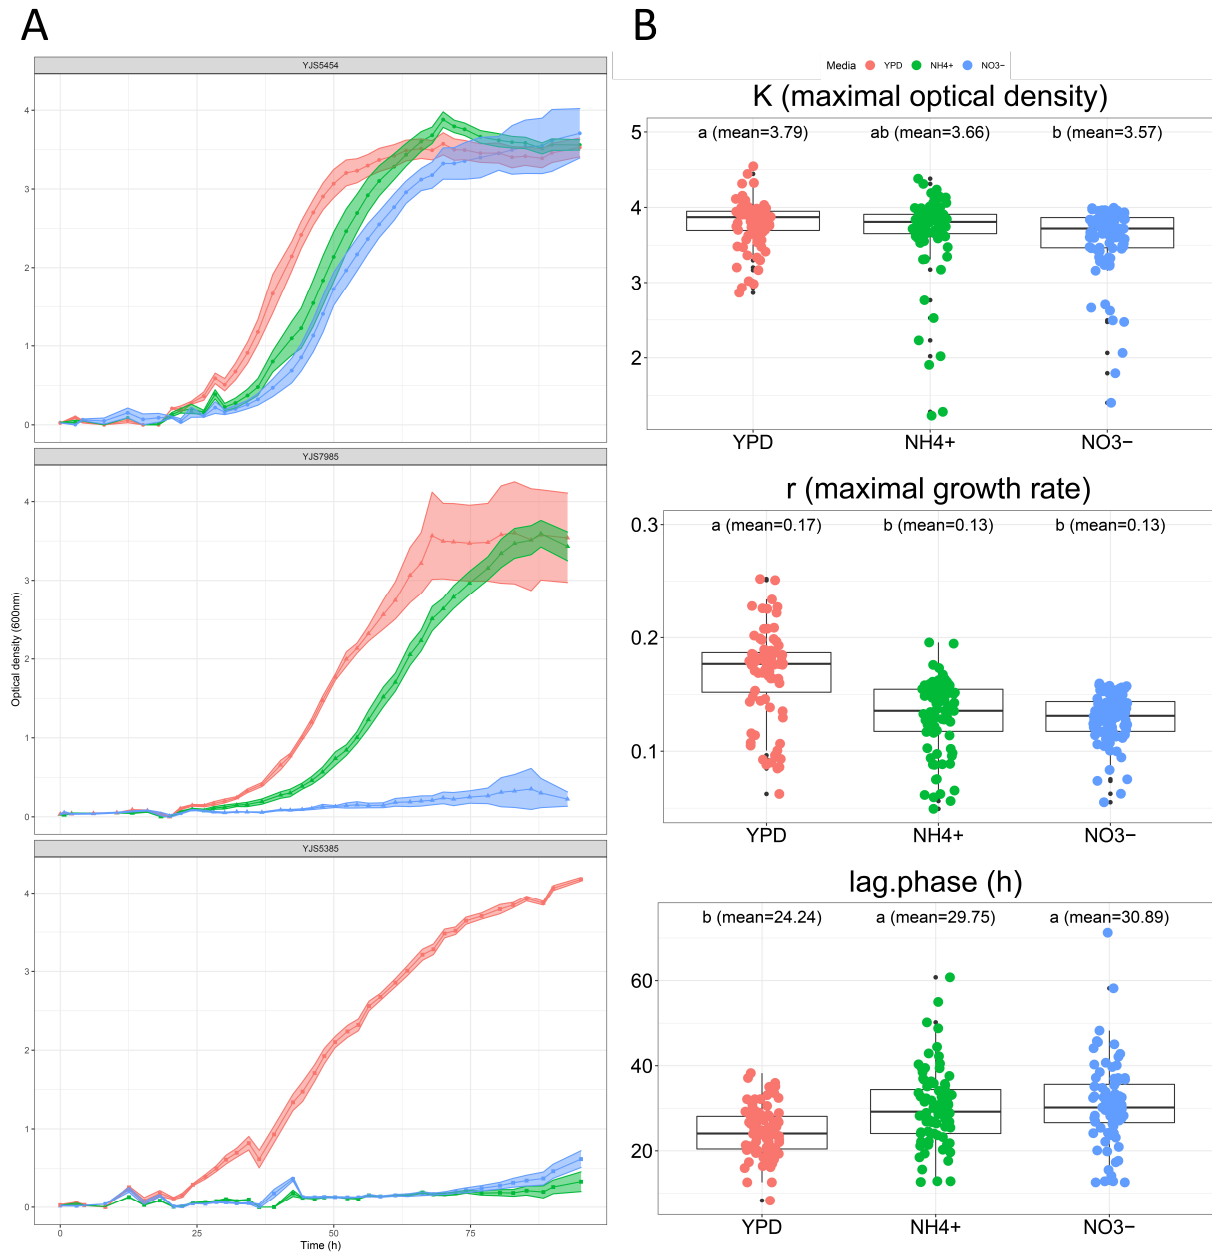 A
B
YJS5454
4
3
2
1
0
YJS7985
4
3
2
1
0
YJS5385
4
3
2
1
0
0 25 50 75
Time (h)
Optical density (600nm)
Media YPD NH4+ NO3−
K (maximal optical density)
a (mean=3.79) ab (mean=3.66) b (mean=3.57)
5
4
3
2
YPD NH4+ NO3−
r (maximal growth rate)
a (mean=0.17) b (mean=0.13) b (mean=0.13)
0.3
0.2
0.1
YPD NH4+ NO3−
lag.phase (h)
b (mean=24.24) a (mean=29.75) a (mean=30.89)
60
40
20
YPD NH4+ NO3−